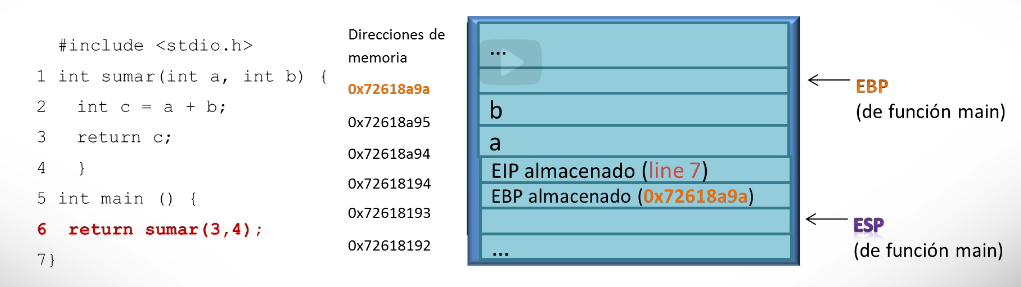 #include <stdio.h>
1 int sumar(int a, int b) {
2 int c = a + b;
3 return c;
4 }
5 int main () {
6 return sumar(3,4);
7}
Direcciones de
memoria
0x72618a9a
0x72618a95
0x72618a94
0x72618194
0x72618193
0x72618192
...
b
a
EIP almacenado (line 7)
EBP almacenado (0x72618a9a)
...
EBP
(de función main)
ESP
(de función main)